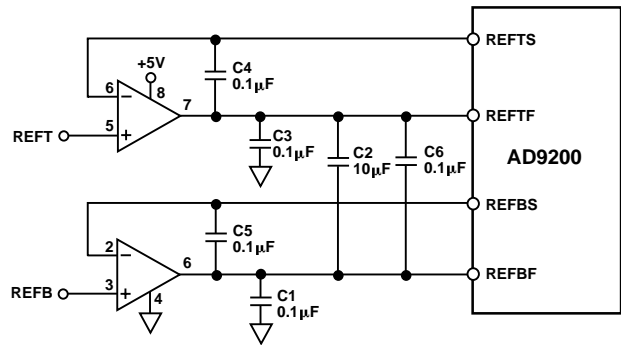 REFTS
+5V
C4
0.1µF
6
8
7
REFTF
REFT
5
C3
0.1µF
C2
10µF
C6
0.1µF
AD9200
REFBS
C5
0.1µF
2
6
REFBF
REFB
3
4
C1
0.1µF